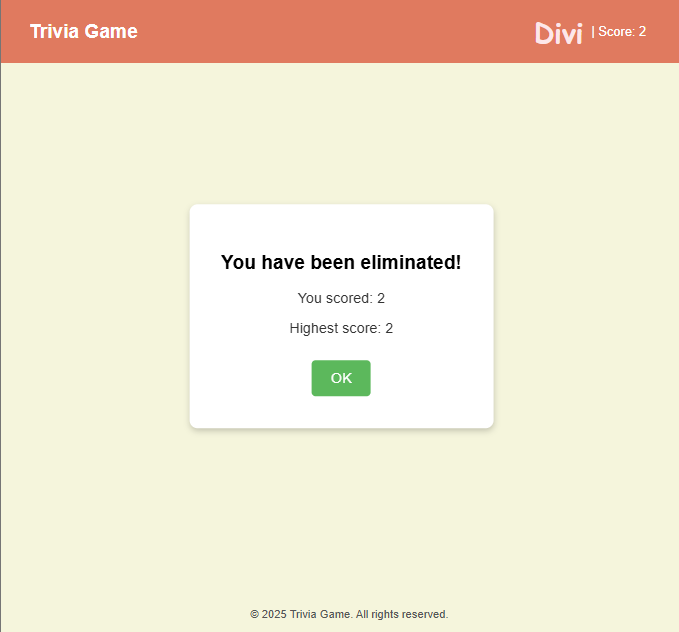 Trivia Game
Divi | Score: 2
You have been eliminated!
You scored: 2
Highest score: 2
OK
© 2025 Trivia Game. All rights reserved.